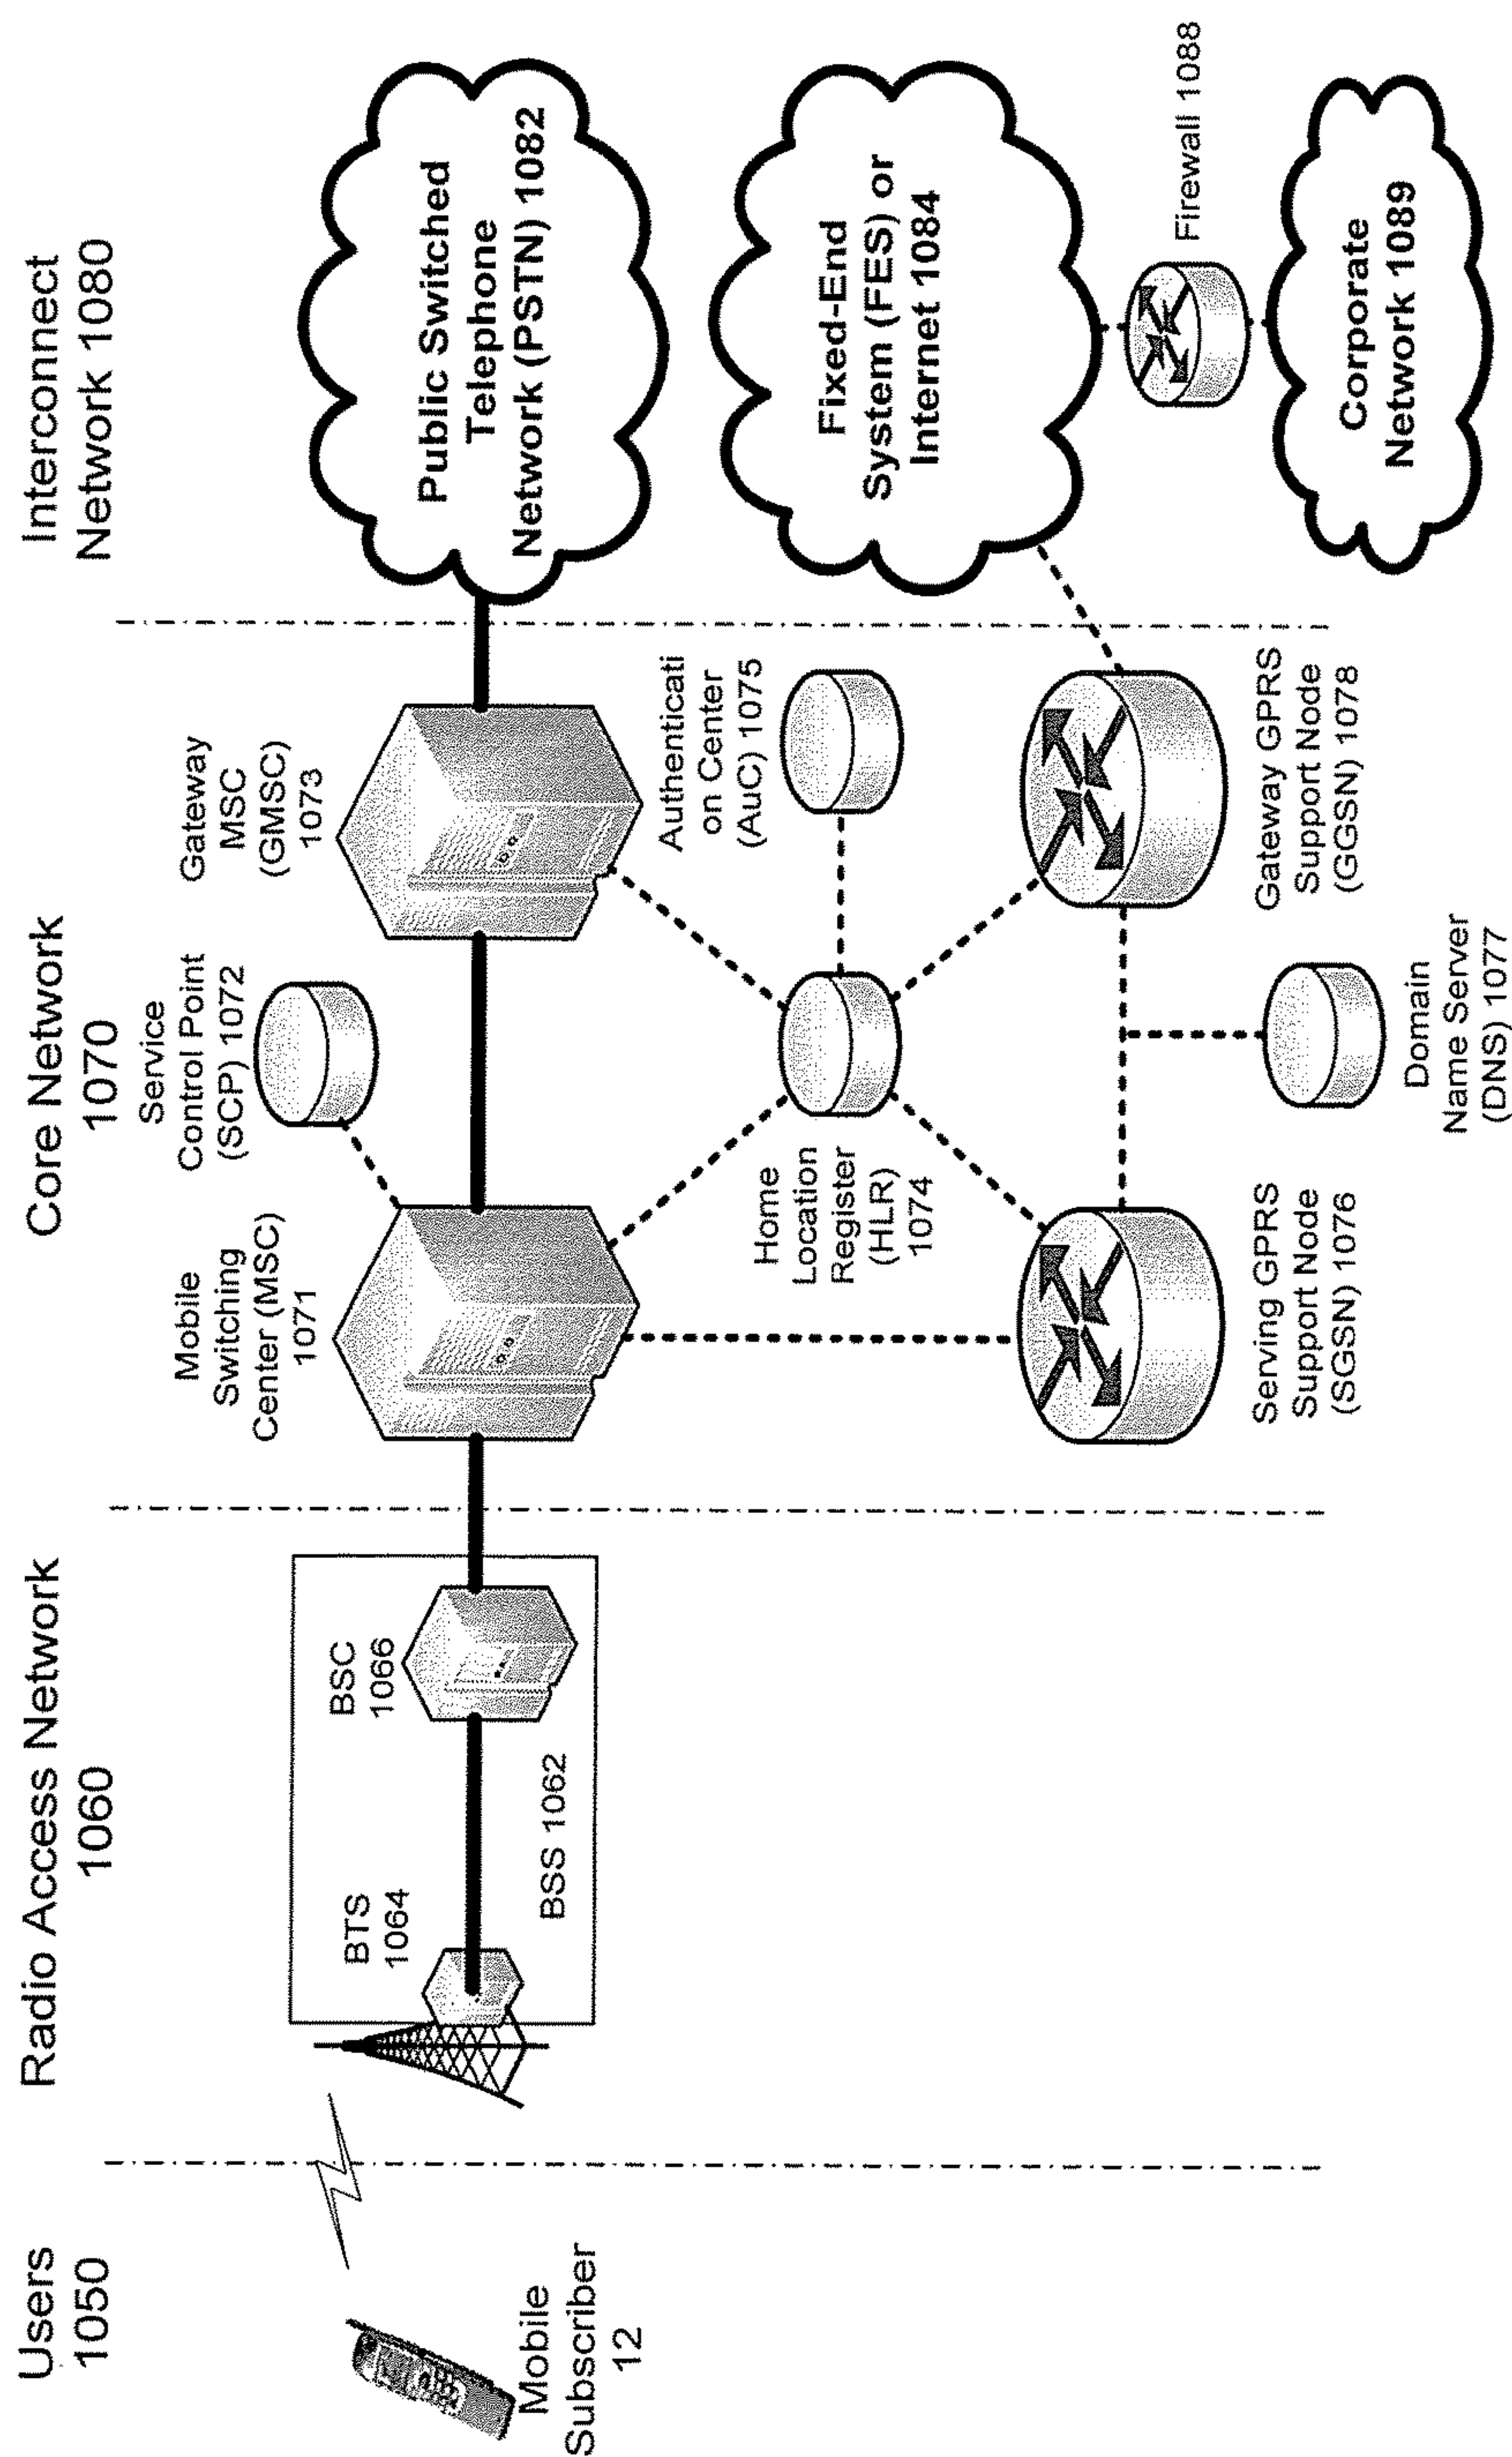 Users
1050
Radio Access Network
1060
Core Network
1070
Interconnect
Network 1080
Mobile
Subscriber
12
BTS
1064
BSC
1066
BSS 1062
Mobile
Switching
Center (MSC)
1071
Service
Control Point
(SCP) 1072
Gateway
MSC
(GMSC)
1073
Home
Location
Register
(HLR)
1074
Authenticati
on Center
(AuC) 1075
Serving GPRS
Support Node
(SGSN) 1076
Domain
Name Server
(DNS) 1077
Gateway GPRS
Support Node
(GGSN) 1078
Public Switched
Telephone
Network (PSTN) 1082
Fixed-End
System (FES) or
Internet 1084
Firewall 1088
Corporate
Network 1089